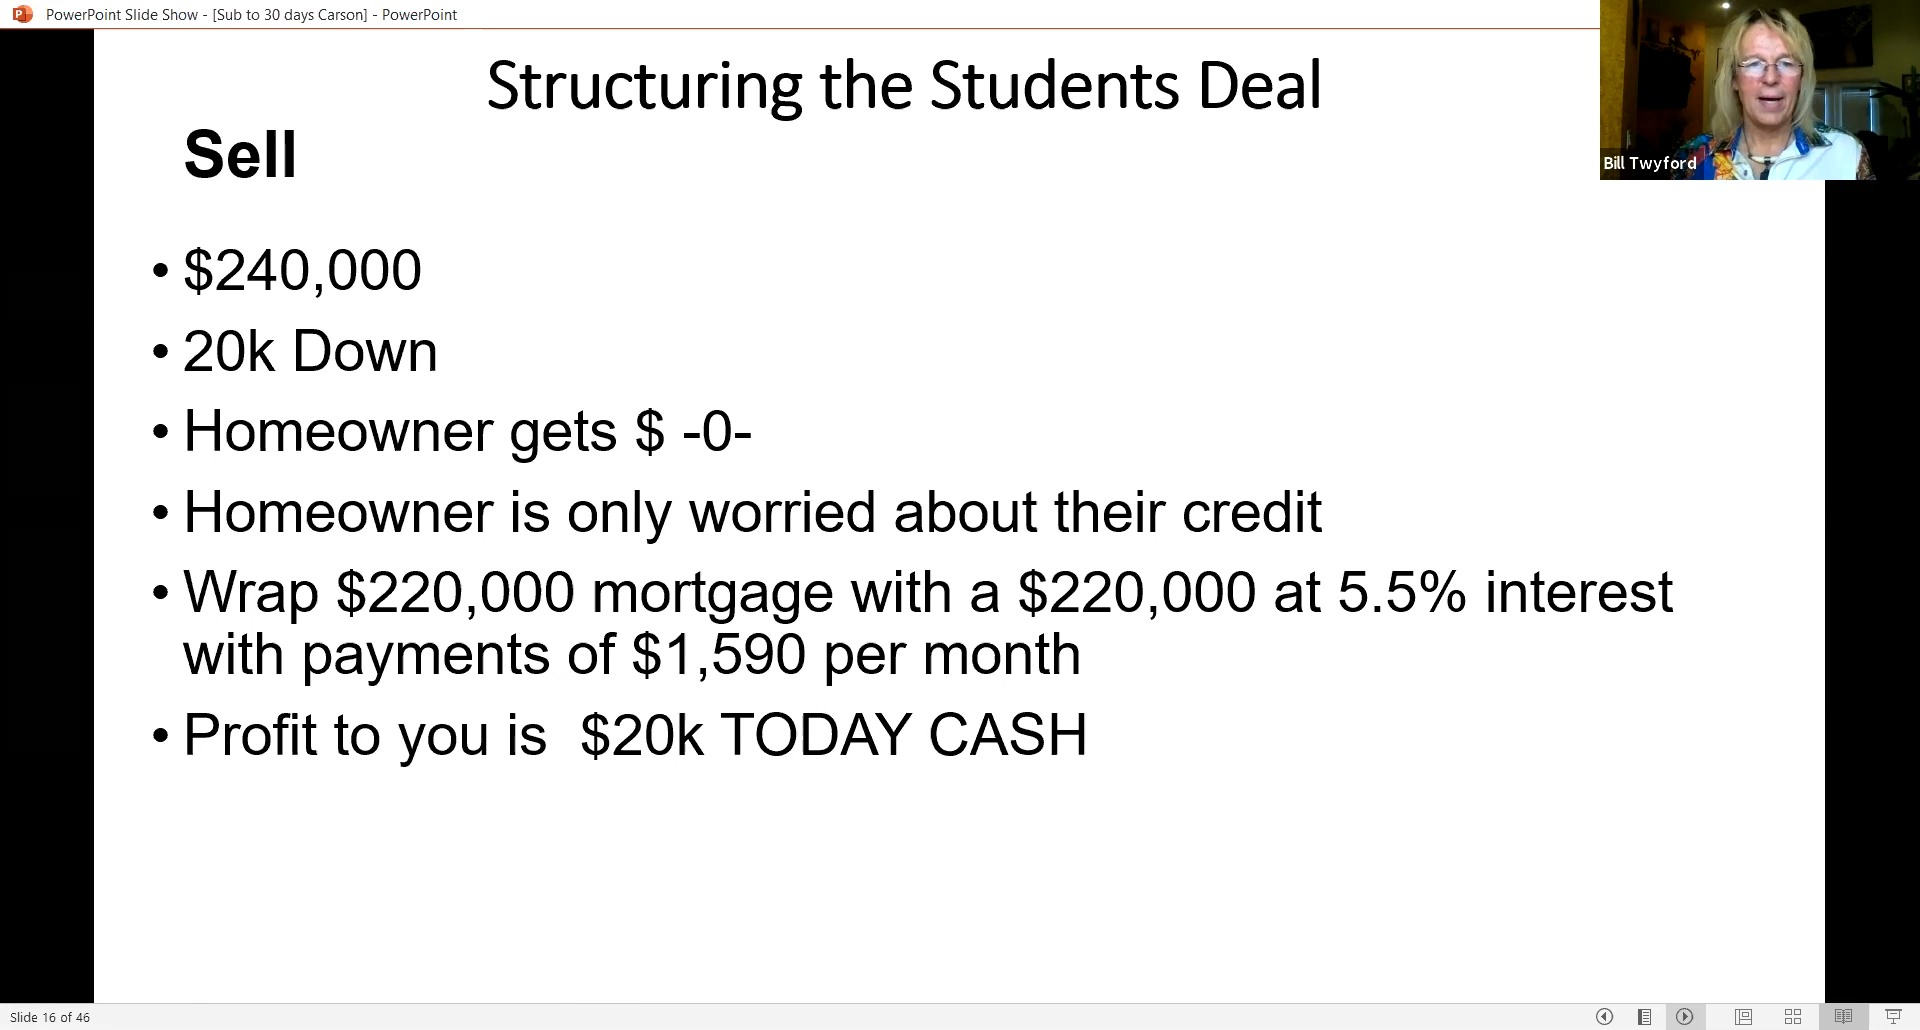 PowerPoint Slide Show - [Sub to 30 days Carson] - PowerPoint
Structuring the Students Deal
Sell
• $240,000
• 20k Down
• Homeowner gets $ -0-
• Homeowner is only worried about their credit
• Wrap $220,000 mortgage with a $220,000 at 5.5% interest
with payments of $1,590 per month
• Profit to you is  $20k TODAY CASH
Bill Twyford
Slide 16 of 46